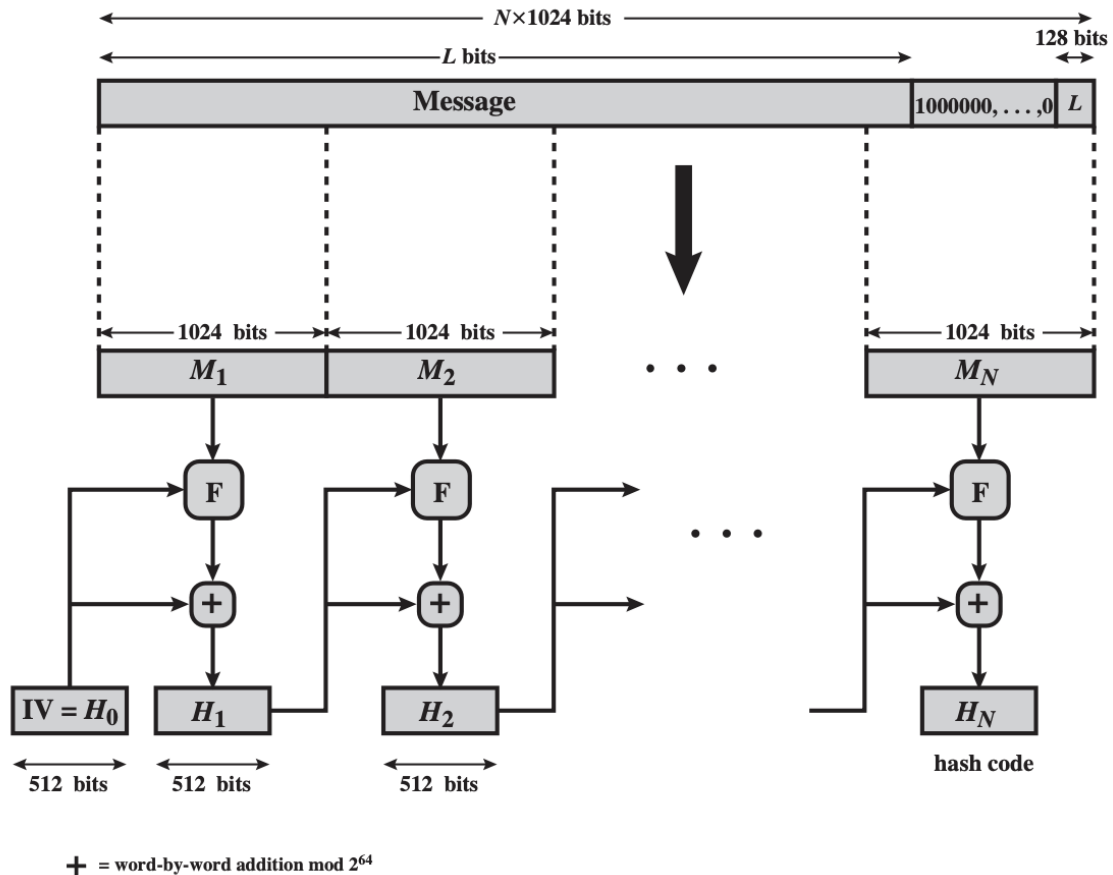 N×1024 bits
128 bits
L bits
Message
1000000, . . . ,0
L
1024 bits
1024 bits
1024 bits
M1
M2
. . .
MN
F
F
F
. . .
+
+
+
IV = H0
H1
H2
HN
512 bits
512 bits
512 bits
hash code
+ = word-by-word addition mod 2^64